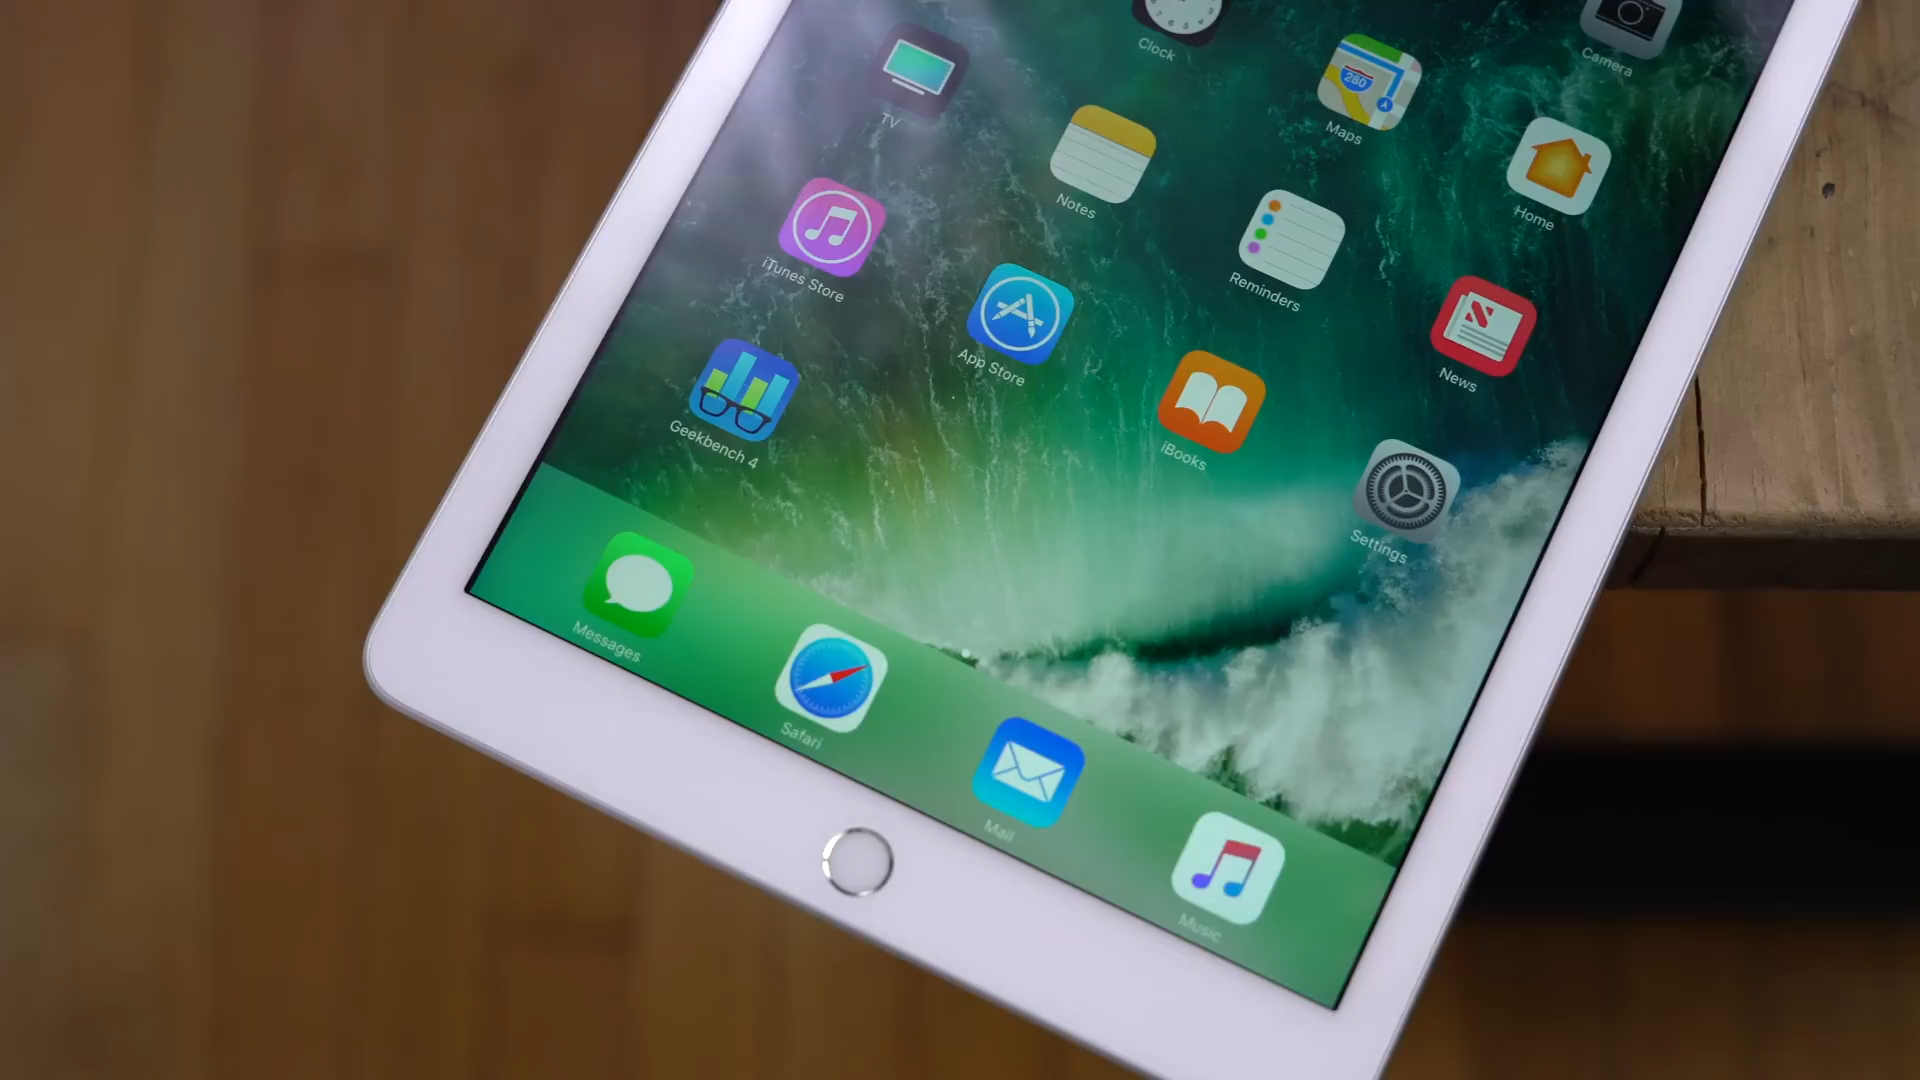 Clock
Camera
TV
Maps
280
Notes
Home
iTunes Store
Reminders
App Store
News
Geekbench 4
iBooks
Settings
Messages
Safari
Mail
Music